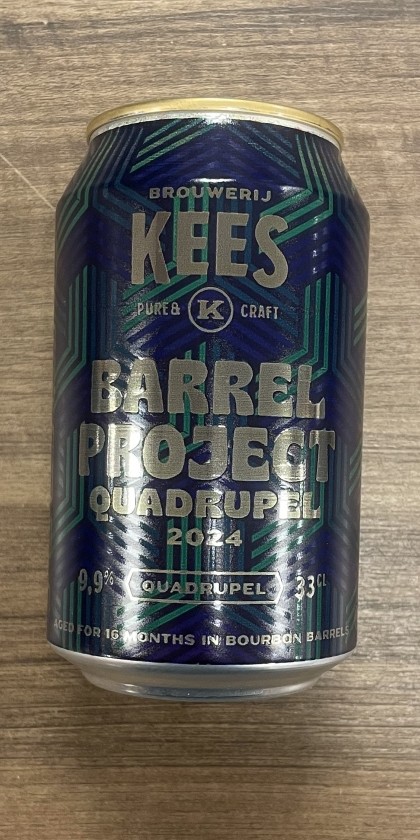 BROUWERIJ
KEES
PURE & K CRAFT
BARREL
PROJECT
QUADRUPEL
2024
9,9% QUADRUPEL 33CL
AGED FOR 16 MONTHS IN BOURBON BARRELS